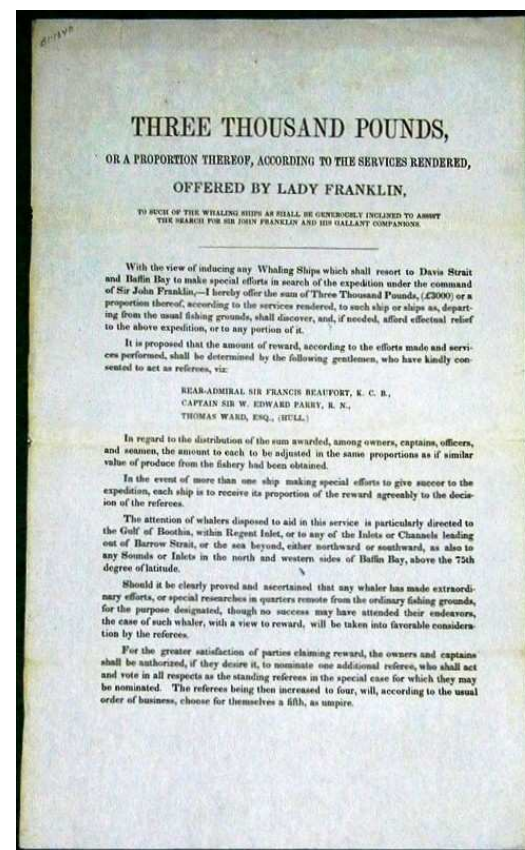 THREE THOUSAND POUNDS,
OR A PROPORTION THEREOF, ACCORDING TO THE SERVICES RENDERED,
OFFERED BY LADY FRANKLIN,
TO SUCH OF THE WHALING SHIPS AS SHALL BE GENEROUSLY INCLINED TO ASSIST
THE SEARCH FOR SIR JOHN FRANKLIN AND HIS GALLANT COMPANIONS.
With the view of inducing any Whaling Ships which shall resort to Davis Strait
and Baffin Bay to make special efforts in search of the expedition under the command
of Sir John Franklin,—I hereby offer the sum of Three Thousand Pounds, (£3000) or a
proportion thereof, according to the services rendered, to such ship or ships as, depart-
ing from the usual fishing grounds, shall discover, and, if needed, afford effectual relief
to the above expedition, or to any portion of it.
It is proposed that the amount of reward, according to the efforts made and servi-
ces performed, shall be determined by the following gentlemen, who have kindly con-
sented to act as referees, viz:
REAR-ADMIRAL SIR FRANCIS BEAUFORT, K. C. B.,
CAPTAIN SIR W. EDWARD PARRY, R. N.,
THOMAS WARD, ESQ., (HULL.)
In regard to the distribution of the sum awarded, among owners, captains, officers,
and seamen, the amount to each to be adjusted in the same proportions as if similar
value of produce from the fishery had been obtained.
In the event of more than one ship making special efforts to give succor to the
expedition, each ship is to receive its proportion of the reward agreeably to the decis-
ion of the referees.
The attention of whalers disposed to aid in this service is particularly directed to
the Gulf of Boothia, within Regent Inlet, or to any of the Inlets or Channels leading
out of Barrow Strait, or the sea beyond, either northward or southward, as also to
any Sounds or Inlets in the north and western sides of Baffin Bay, above the 75th
degree of latitude.
Should it be clearly proved and ascertained that any whaler has made extraordi-
nary efforts, or special researches in quarters remote from the ordinary fishing grounds,
for the purpose designated, though no success may have attended their endeavors,
the case of such whaler, with a view to reward, will be taken into favorable considera-
tion by the referees.
For the greater satisfaction of parties claiming reward, the owners and captains
shall be authorized, if they desire it, to nominate one additional referee, who shall act
and vote in all respects as the standing referees in the special case for which they may
be nominated. The referees being then increased to four, will, according to the usual
order of business, choose for themselves a fifth, as umpire.